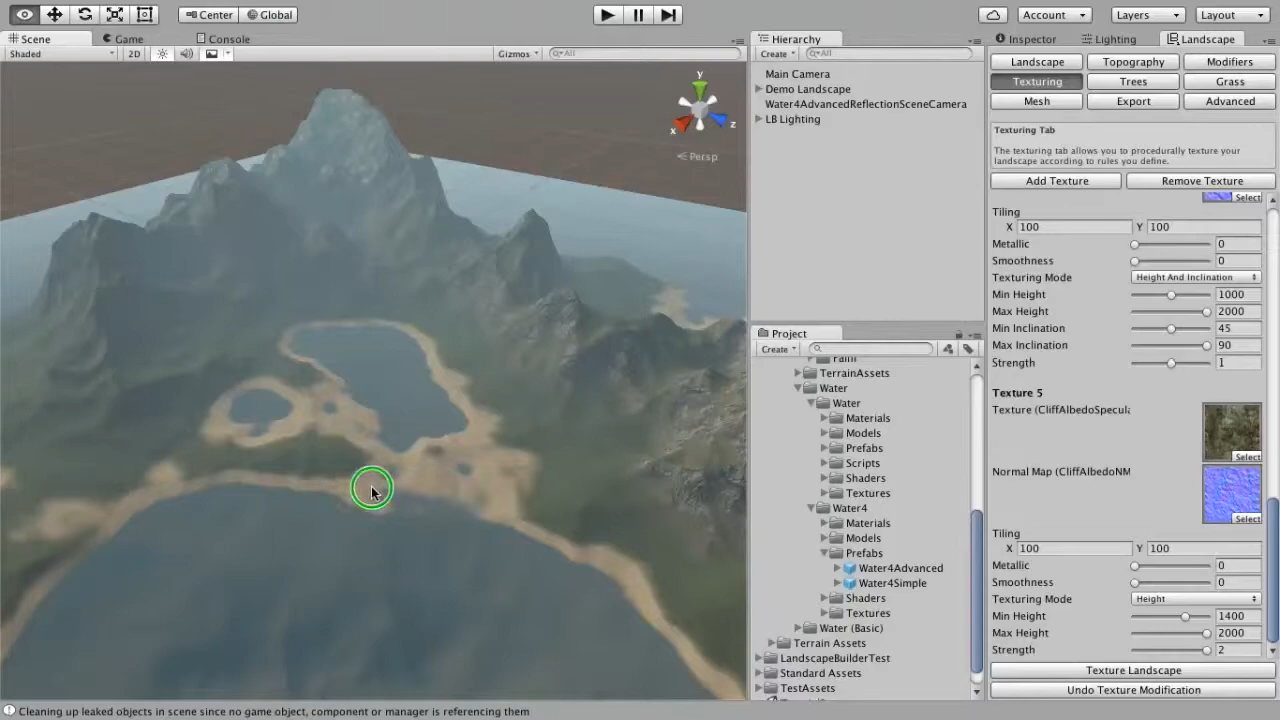 Center Global Account Layers Layout
Scene Game Console Hierarchy Inspector Lighting Landscape
Shaded 2D Gizmos All Create All
Landscape Topography Modifiers
Main Camera
Texturing Trees Grass
Demo Landscape
Water4AdvancedReflectionSceneCamera
Mesh Export Advanced
LB Lighting
y
x z
Persp
Texturing Tab
The texturing tab allows you to procedurally texture your
landscape according to rules you define.
Add Texture Remove Texture
Select
Tiling
X 100 Y 100
Metallic 0
Smoothness 0
Texturing Mode Height And Inclination
Min Height 1000
Max Height 2000
Min Inclination 45
Max Inclination 90
Strength 1
Texture 5
Texture (CliffAlbedoSpecula
Select
Normal Map (CliffAlbedoNM
Select
Tiling
X 100 Y 100
Metallic 0
Smoothness 0
Texturing Mode Height
Min Height 1400
Max Height 2000
Strength 2
Texture Landscape
Undo Texture Modification
Project
Create
TerrainAssets
Water
Water
Materials
Models
Prefabs
Scripts
Shaders
Textures
Water4
Materials
Models
Prefabs
Water4Advanced
Water4Simple
Shaders
Textures
Water (Basic)
Terrain Assets
LandscapeBuilderTest
Standard Assets
TestAssets
Cleaning up leaked objects in scene since no game object, component or manager is referencing them